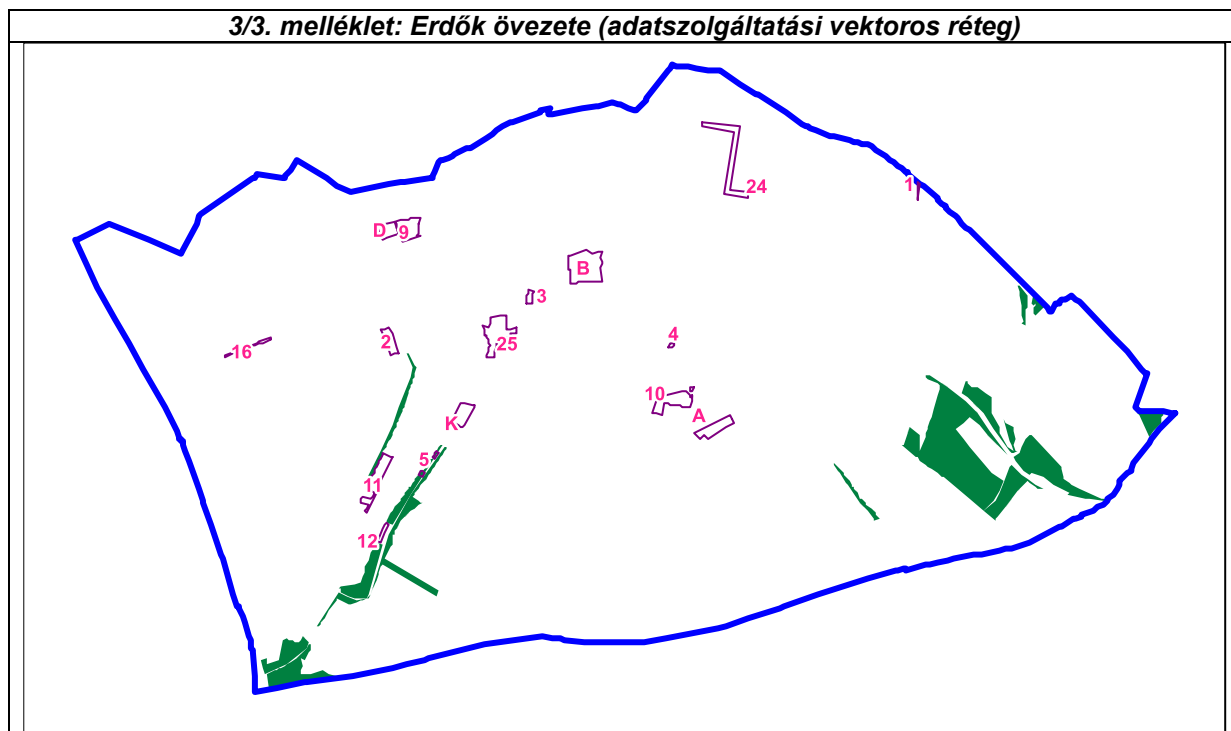 3/3. melléklet: Erdők övezete (adatszolgáltatási vektoros réteg)
24
1
D 9
B
3
16
2
25
4
10
K
A
5
11
12